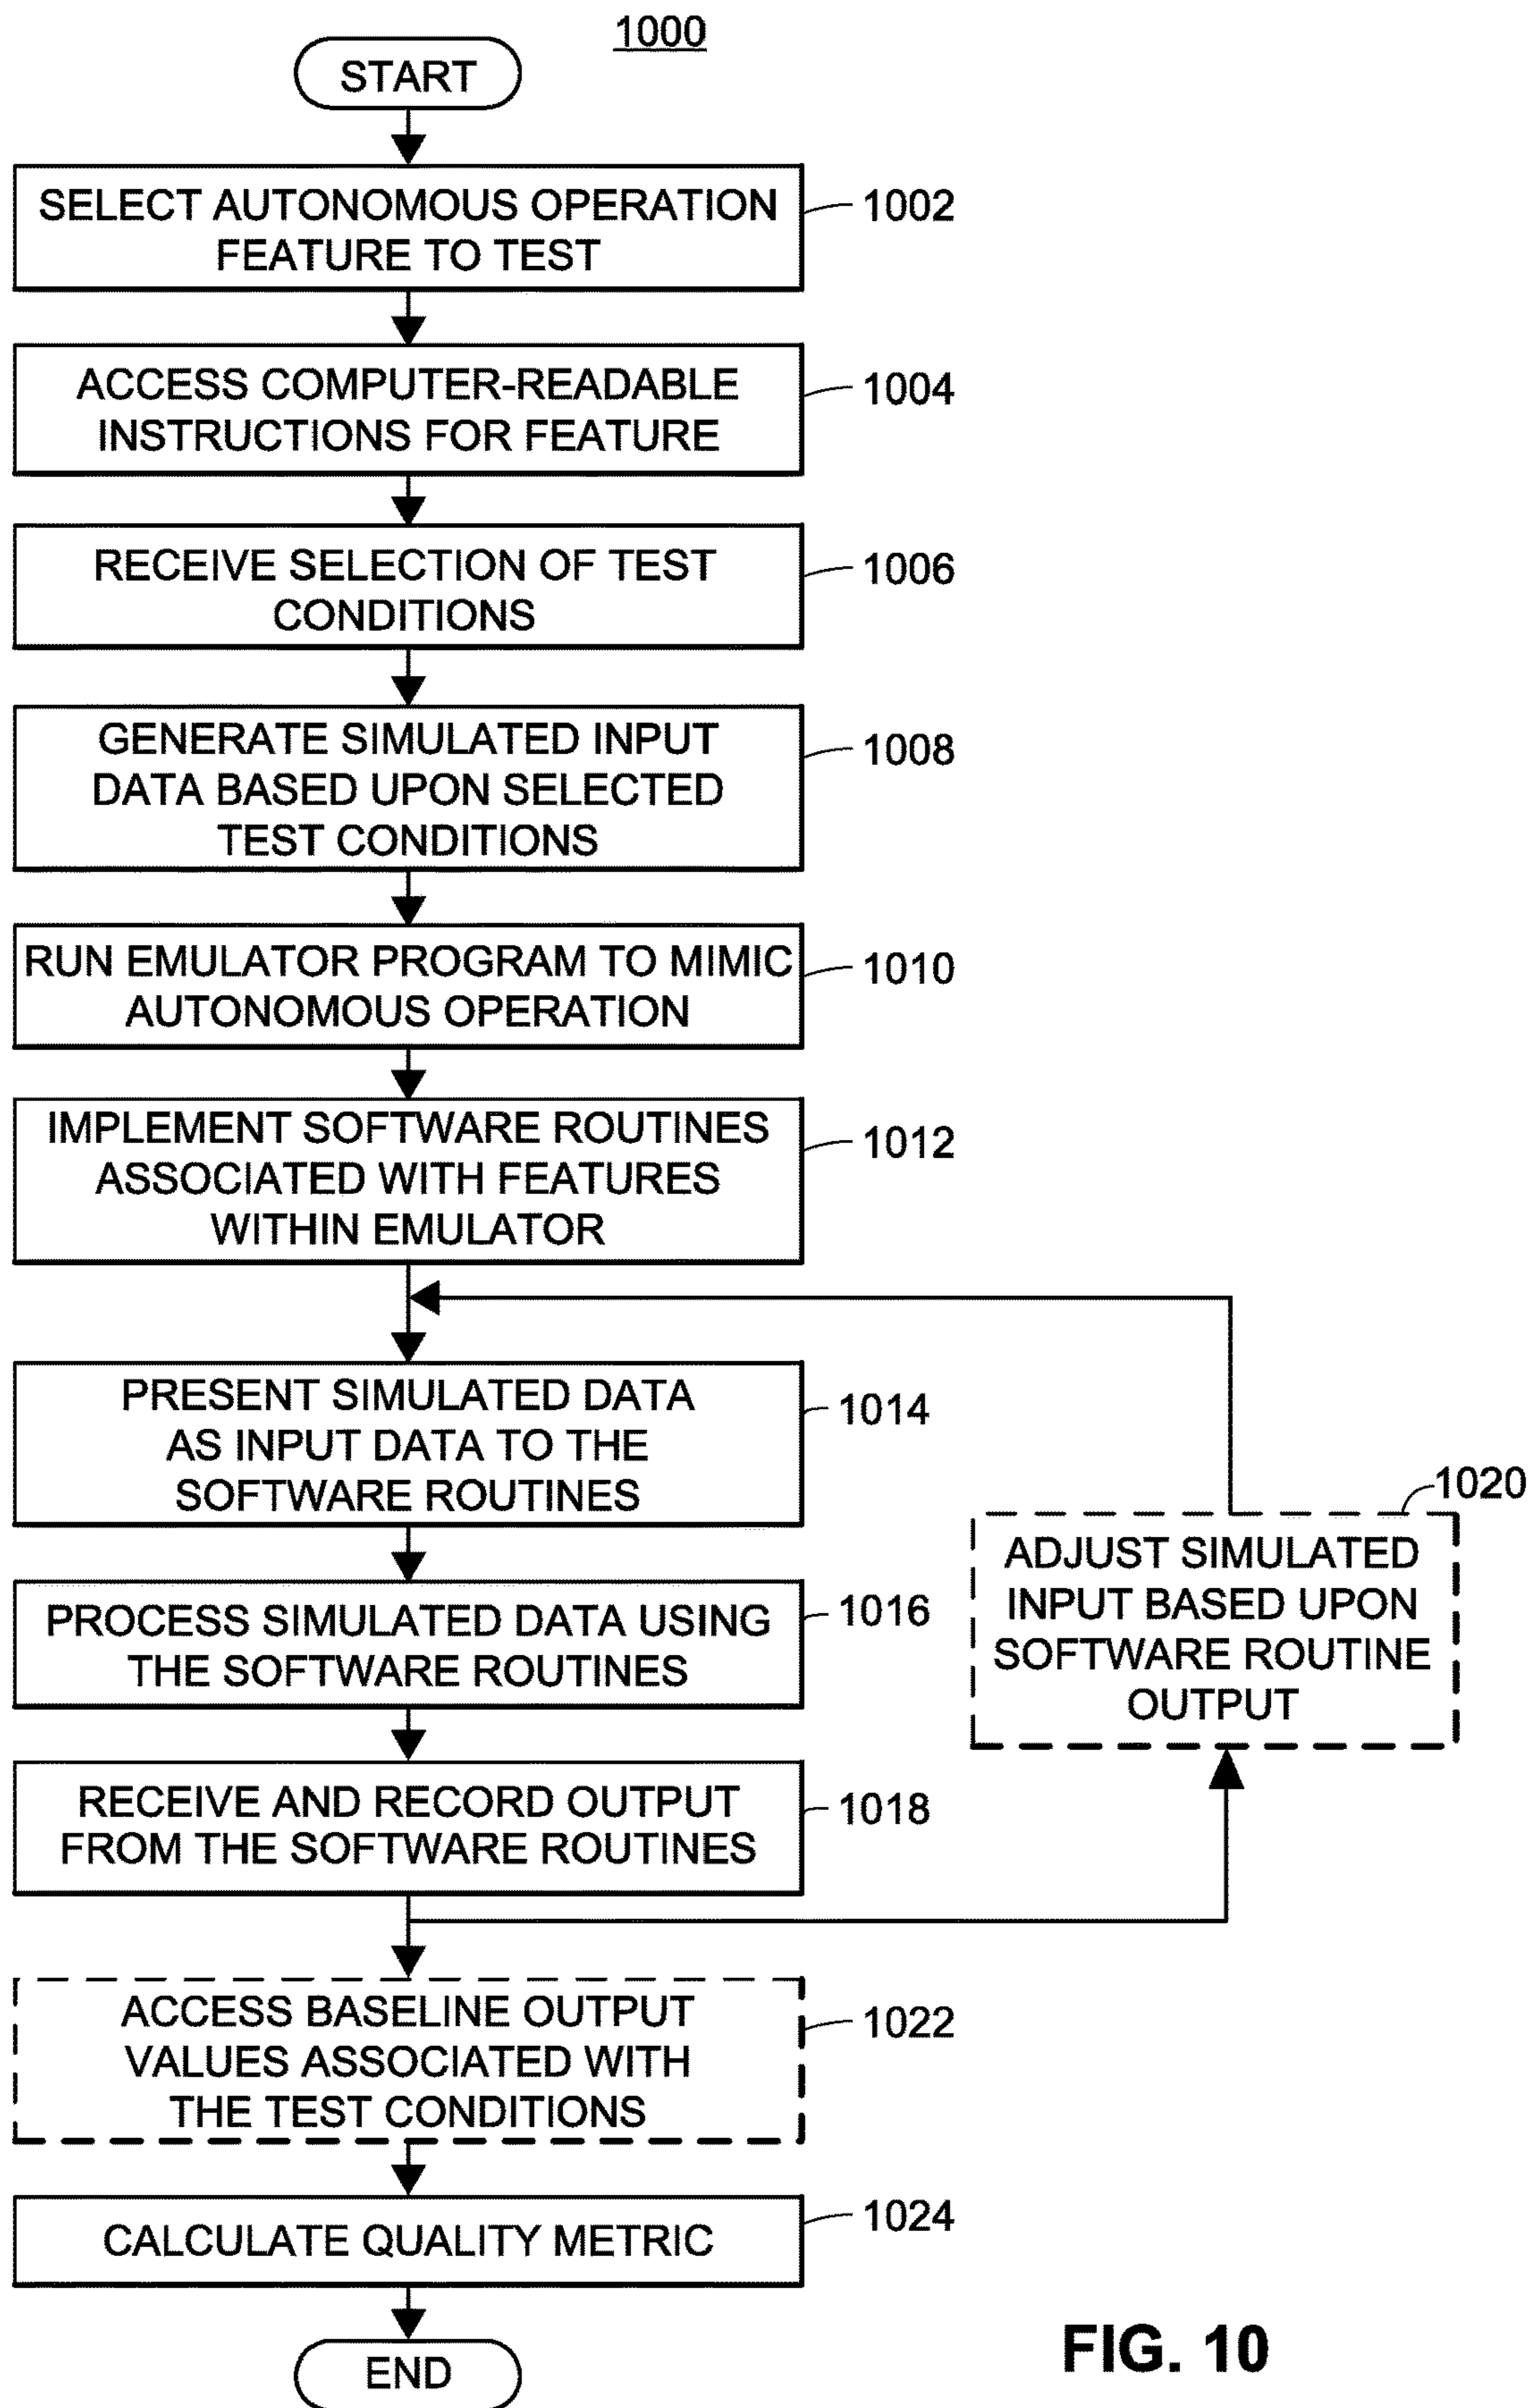 1000
START
SELECT AUTONOMOUS OPERATION
FEATURE TO TEST
1002
ACCESS COMPUTER-READABLE
INSTRUCTIONS FOR FEATURE
1004
RECEIVE SELECTION OF TEST
CONDITIONS
1006
GENERATE SIMULATED INPUT
DATA BASED UPON SELECTED
TEST CONDITIONS
1008
RUN EMULATOR PROGRAM TO MIMIC
AUTONOMOUS OPERATION
1010
IMPLEMENT SOFTWARE ROUTINES
ASSOCIATED WITH FEATURES
WITHIN EMULATOR
1012
PRESENT SIMULATED DATA
AS INPUT DATA TO THE
SOFTWARE ROUTINES
1014
PROCESS SIMULATED DATA USING
THE SOFTWARE ROUTINES
1016
RECEIVE AND RECORD OUTPUT
FROM THE SOFTWARE ROUTINES
1018
1020
ADJUST SIMULATED
INPUT BASED UPON
SOFTWARE ROUTINE
OUTPUT
ACCESS BASELINE OUTPUT
VALUES ASSOCIATED WITH
THE TEST CONDITIONS
1022
CALCULATE QUALITY METRIC
1024
END
FIG. 10